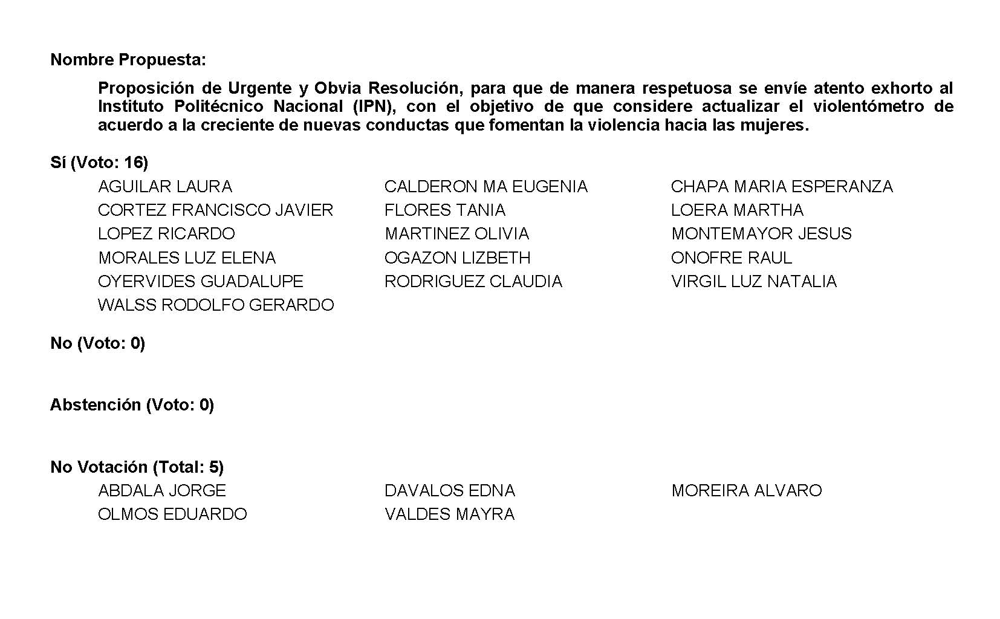 Nombre Propuesta:
Proposición de Urgente y Obvia Resolución, para que de manera respetuosa se envíe atento exhorto al
Instituto Politécnico Nacional (IPN), con el objetivo de que considere actualizar el violentómetro de
acuerdo a la creciente de nuevas conductas que fomentan la violencia hacia las mujeres.
Sí (Voto: 16)
AGUILAR LAURA CALDERON MA EUGENIA CHAPA MARIA ESPERANZA
CORTEZ FRANCISCO JAVIER FLORES TANIA LOERA MARTHA
LOPEZ RICARDO MARTINEZ OLIVIA MONTEMAYOR JESUS
MORALES LUZ ELENA OGAZON LIZBETH ONOFRE RAUL
OYERVIDES GUADALUPE RODRIGUEZ CLAUDIA VIRGIL LUZ NATALIA
WALSS RODOLFO GERARDO
No (Voto: 0)
Abstención (Voto: 0)
No Votación (Total: 5)
ABDALA JORGE DAVALOS EDNA MOREIRA ALVARO
OLMOS EDUARDO VALDES MAYRA